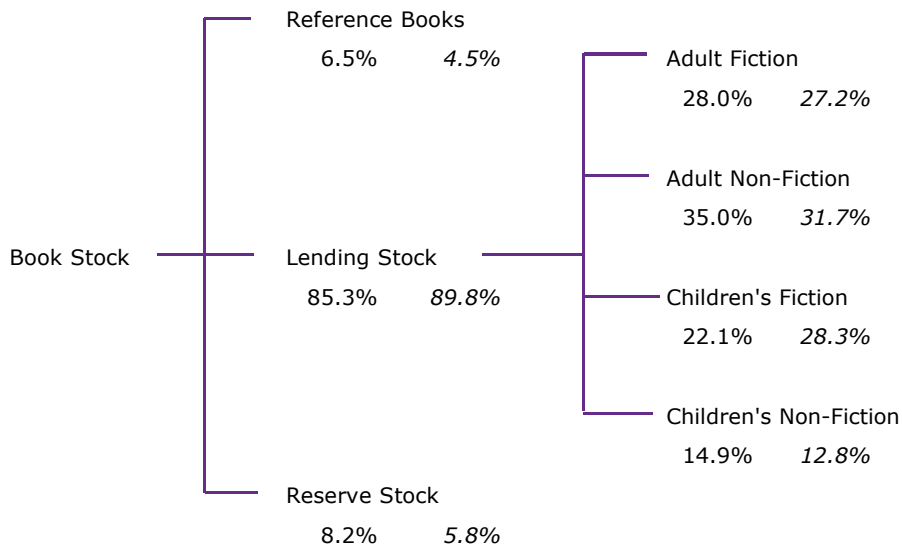 Reference Books
6.5% 4.5%
Adult Fiction
28.0% 27.2%
Adult Non-Fiction
35.0% 31.7%
Book Stock
Lending Stock
85.3% 89.8%
Children's Fiction
22.1% 28.3%
Children's Non-Fiction
14.9% 12.8%
Reserve Stock
8.2% 5.8%